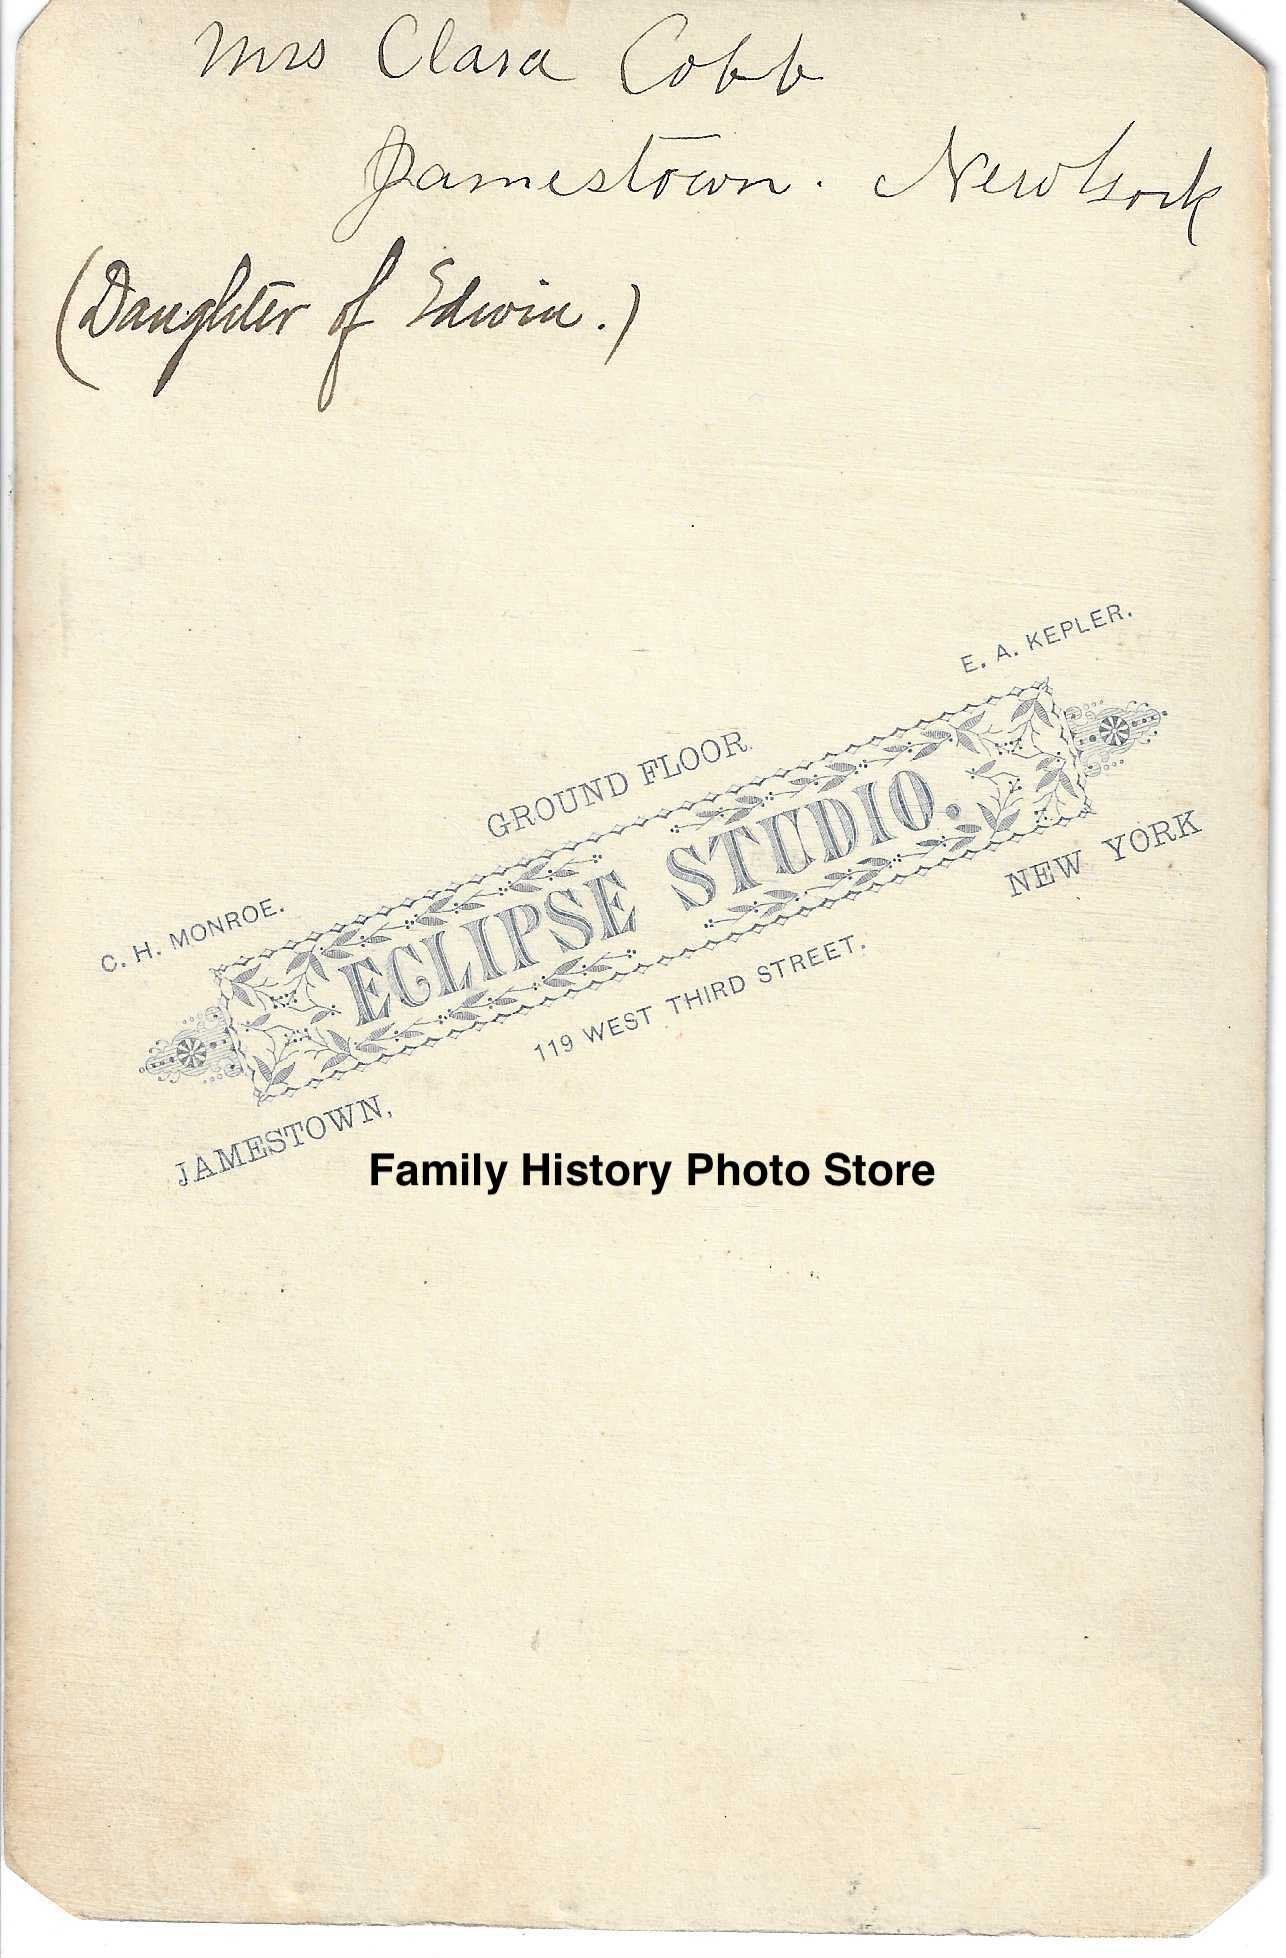 Mrs Clara Cobb
Jamestown. New York
(Daughter of Edwin.)
E. A. KEPLER.
GROUND FLOOR
C. H. MONROE.
ECLIPSE STUDIO.
119 WEST THIRD STREET.
JAMESTOWN,
NEW YORK
Family History Photo Store